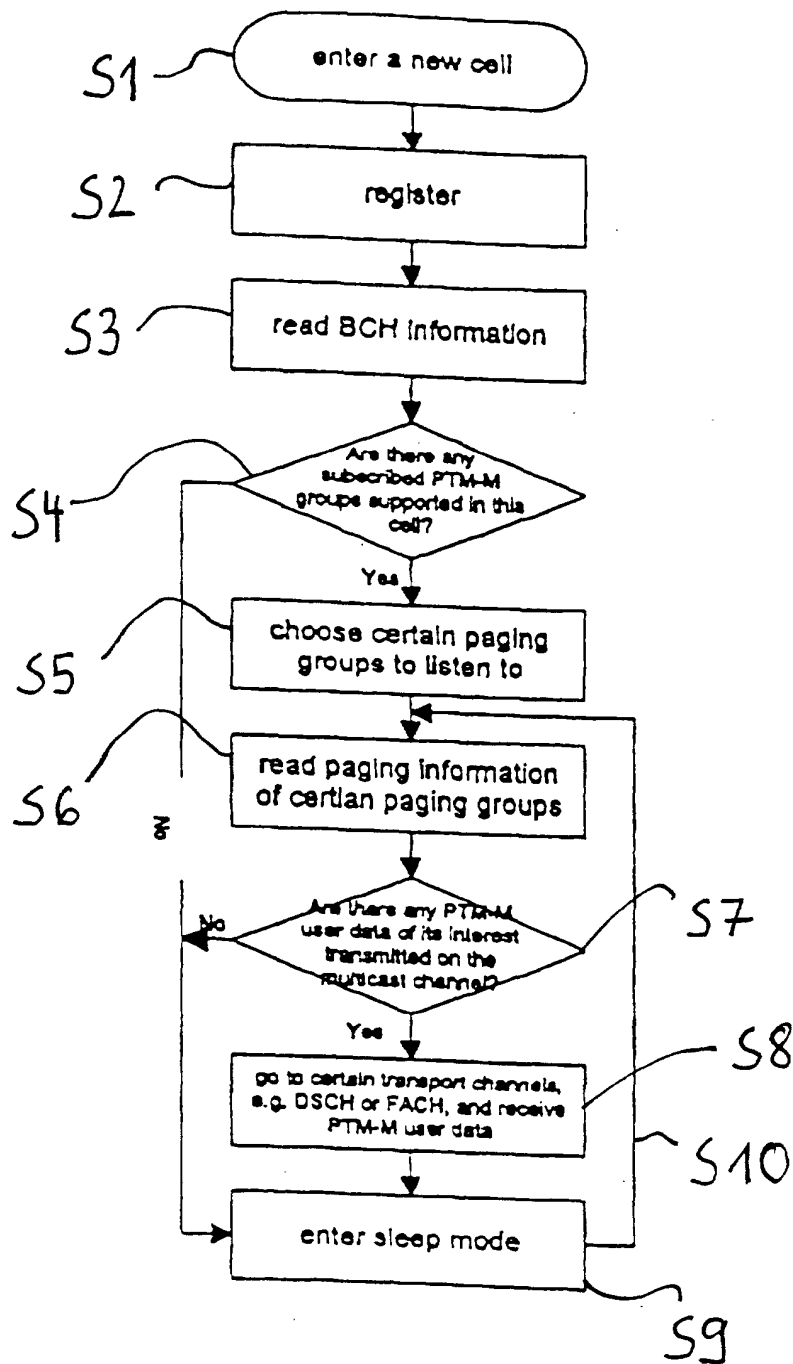 S1
enter a new cell
S2
register
S3
read BCH information
S4
Are there any
subscribed PTM-M
groups supported in this
cell?
Yes
No
S5
choose certain paging
groups to listen to
S6
read paging information
of certian paging groups
S7
Are there any PTM-M
user data of its interest
transmitted on the
multicast channel?
No
Yes
S8
go to certain transport channels,
e.g. DSCH or FACH, and receive
PTM-M user data
S10
enter sleep mode
S9